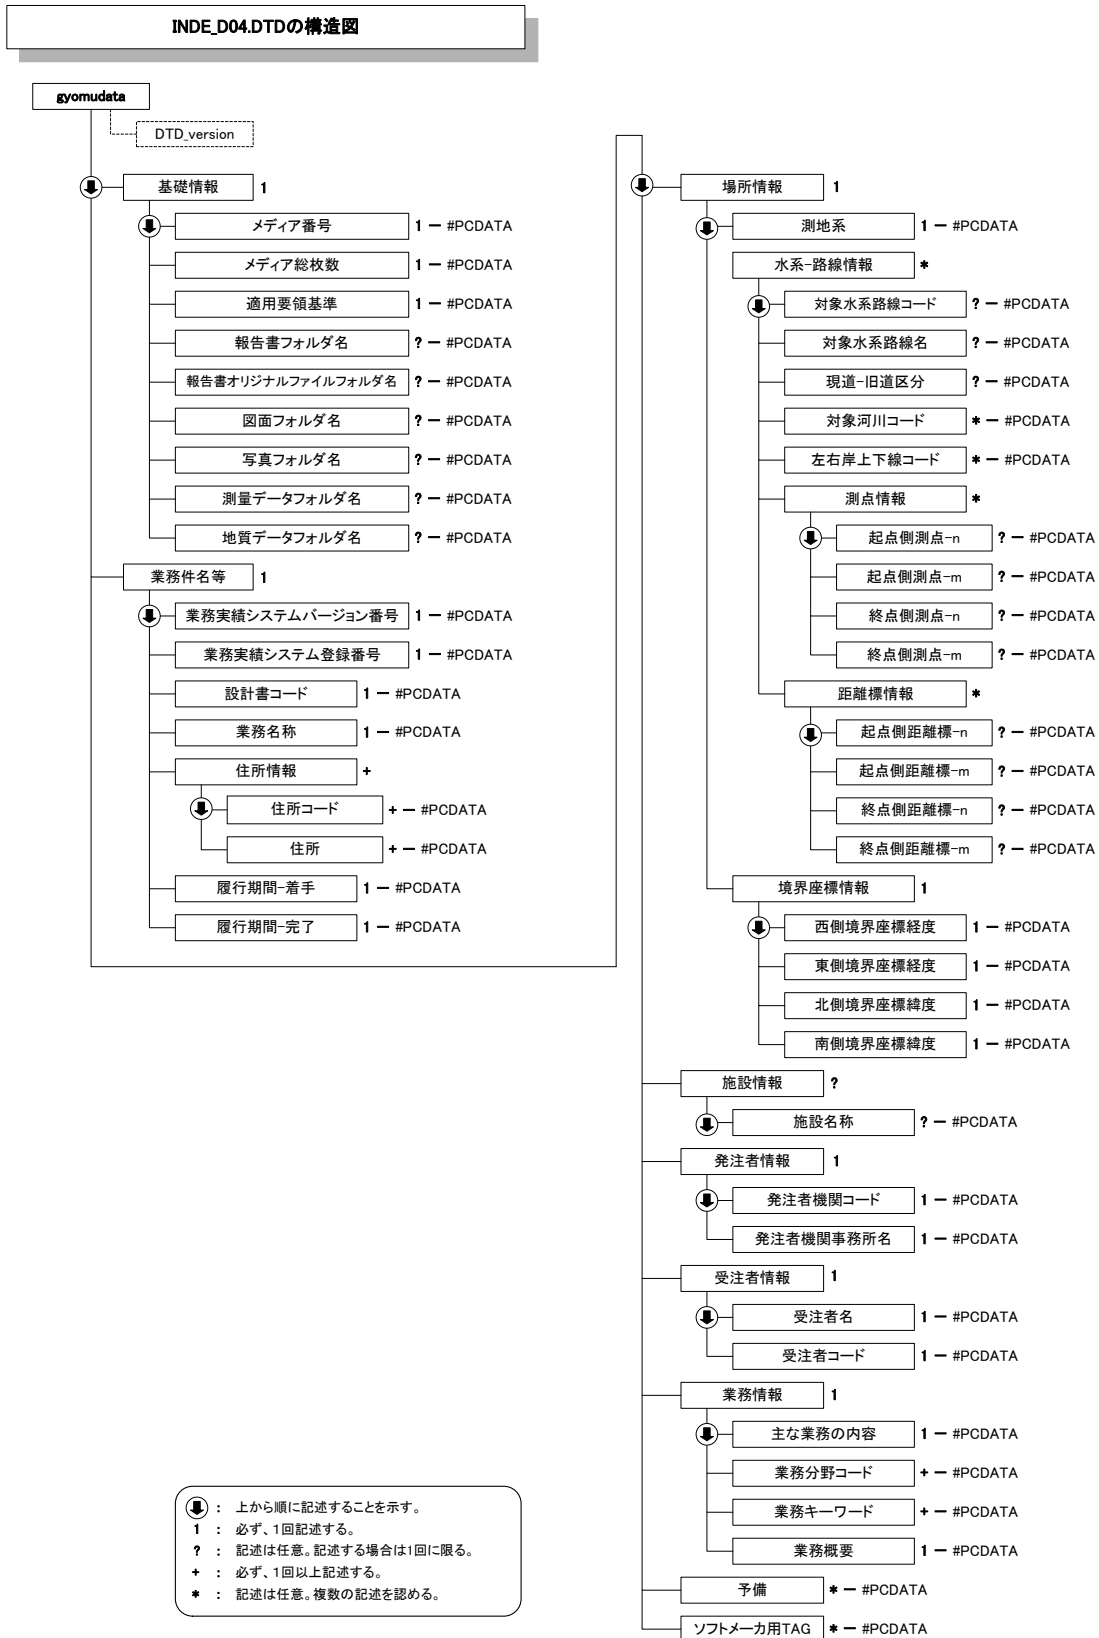 INDE_D04.DTDの構造図
gyomudata
DTD_version
基礎情報 1
メディア番号 1 ー #PCDATA
メディア総枚数 1 ー #PCDATA
適用要領基準 1 ー #PCDATA
報告書フォルダ名 ? ー #PCDATA
報告書オリジナルファイルフォルダ名 ? ー #PCDATA
図面フォルダ名 ? ー #PCDATA
写真フォルダ名 ? ー #PCDATA
測量データフォルダ名 ? ー #PCDATA
地質データフォルダ名 ? ー #PCDATA
業務件名等 1
業務実績システムバージョン番号 1 ー #PCDATA
業務実績システム登録番号 1 ー #PCDATA
設計書コード 1 ー #PCDATA
業務名称 1 ー #PCDATA
住所情報 +
住所コード + ー #PCDATA
住所 + ー #PCDATA
履行期間-着手 1 ー #PCDATA
履行期間-完了 1 ー #PCDATA
場所情報 1
測地系 1 ー #PCDATA
水系-路線情報 *
対象水系路線コード ? ー #PCDATA
対象水系路線名 ? ー #PCDATA
現道-旧道区分 ? ー #PCDATA
対象河川コード * ー #PCDATA
左右岸上下線コード * ー #PCDATA
測点情報 *
起点側測点-n ? ー #PCDATA
起点側測点-m ? ー #PCDATA
終点側測点-n ? ー #PCDATA
終点側測点-m ? ー #PCDATA
距離標情報 *
起点側距離標-n ? ー #PCDATA
起点側距離標-m ? ー #PCDATA
終点側距離標-n ? ー #PCDATA
終点側距離標-m ? ー #PCDATA
境界座標情報 1
西側境界座標経度 1 ー #PCDATA
東側境界座標経度 1 ー #PCDATA
北側境界座標緯度 1 ー #PCDATA
南側境界座標緯度 1 ー #PCDATA
施設情報 ?
施設名称 ? ー #PCDATA
発注者情報 1
発注者機関コード 1 ー #PCDATA
発注者機関事務所名 1 ー #PCDATA
受注者情報 1
受注者名 1 ー #PCDATA
受注者コード 1 ー #PCDATA
業務情報 1
主な業務の内容 1 ー #PCDATA
業務分野コード + ー #PCDATA
業務キーワード + ー #PCDATA
業務概要 1 ー #PCDATA
予備 * ー #PCDATA
ソフトメーカ用TAG * ー #PCDATA
: 上から順に記述することを示す。
1 : 必ず、1回記述する。
? : 記述は任意。記述する場合は1回に限る。
+ : 必ず、1回以上記述する。
* : 記述は任意。複数の記述を認める。